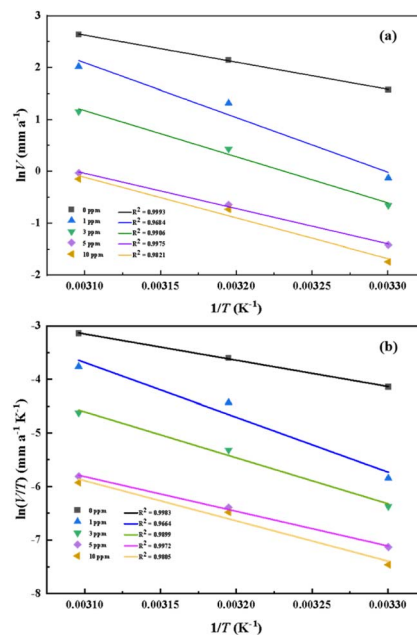 (a)
3
2
1
0
-1
-2
lnV (mm a⁻¹)
0 ppm R² = 0.9993
1 ppm R² = 0.9684
3 ppm R² = 0.9906
5 ppm R² = 0.9975
10 ppm R² = 0.9821
0.00310 0.00315 0.00320 0.00325 0.00330
1/T (K⁻¹)
(b)
-3
-4
-5
-6
-7
-8
ln(V/T) (mm a⁻¹ K⁻¹)
0 ppm R² = 0.9983
1 ppm R² = 0.9664
3 ppm R² = 0.9899
5 ppm R² = 0.9972
10 ppm R² = 0.9805
0.00310 0.00315 0.00320 0.00325 0.00330
1/T (K⁻¹)